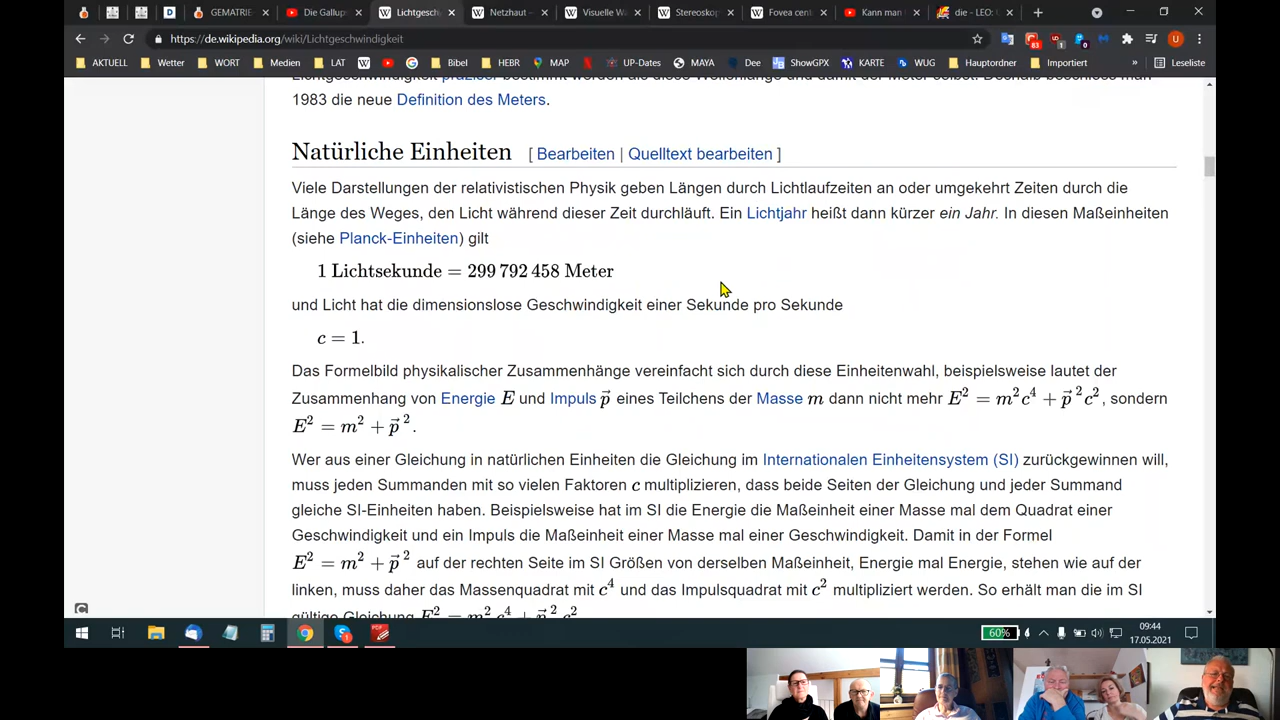 GEMATRIE
Die Gallup
Lichtgesch
Netzhaut –
Visuelle Wa
Stereoskop
Fovea cent
Kann man
die – LEO: 
https://de.wikipedia.org/wiki/Lichtgeschwindigkeit
AKTUELL Wetter WORT Medien LAT Bibel HEBR MAP UP-Dates MAYA Dee ShowGPX KARTE WUG Hauptordner Importiert » Leseliste
1983 die neue Definition des Meters.
Natürliche Einheiten [ Bearbeiten | Quelltext bearbeiten ]
Viele Darstellungen der relativistischen Physik geben Längen durch Lichtlaufzeiten an oder umgekehrt Zeiten durch die
Länge des Weges, den Licht während dieser Zeit durchläuft. Ein Lichtjahr heißt dann kürzer ein Jahr. In diesen Maßeinheiten
(siehe Planck-Einheiten) gilt
1 Lichtsekunde = 299 792 458 Meter
und Licht hat die dimensionslose Geschwindigkeit einer Sekunde pro Sekunde
c = 1.
Das Formelbild physikalischer Zusammenhänge vereinfacht sich durch diese Einheitenwahl, beispielsweise lautet der
Zusammenhang von Energie E und Impuls p⃗ eines Teilchens der Masse m dann nicht mehr E² = m²c⁴ + p⃗ ²c², sondern
E² = m² + p⃗ ².
Wer aus einer Gleichung in natürlichen Einheiten die Gleichung im Internationalen Einheitensystem (SI) zurückgewinnen will,
muss jeden Summanden mit so vielen Faktoren c multiplizieren, dass beide Seiten der Gleichung und jeder Summand
gleiche SI-Einheiten haben. Beispielsweise hat im SI die Energie die Maßeinheit einer Masse mal dem Quadrat einer
Geschwindigkeit und ein Impuls die Maßeinheit einer Masse mal einer Geschwindigkeit. Damit in der Formel
E² = m² + p⃗ ² auf der rechten Seite im SI Größen von derselben Maßeinheit, Energie mal Energie, stehen wie auf der
linken, muss daher das Massenquadrat mit c⁴ und das Impulsquadrat mit c² multipliziert werden. So erhält man die im SI
60%
09:44
17.05.2021